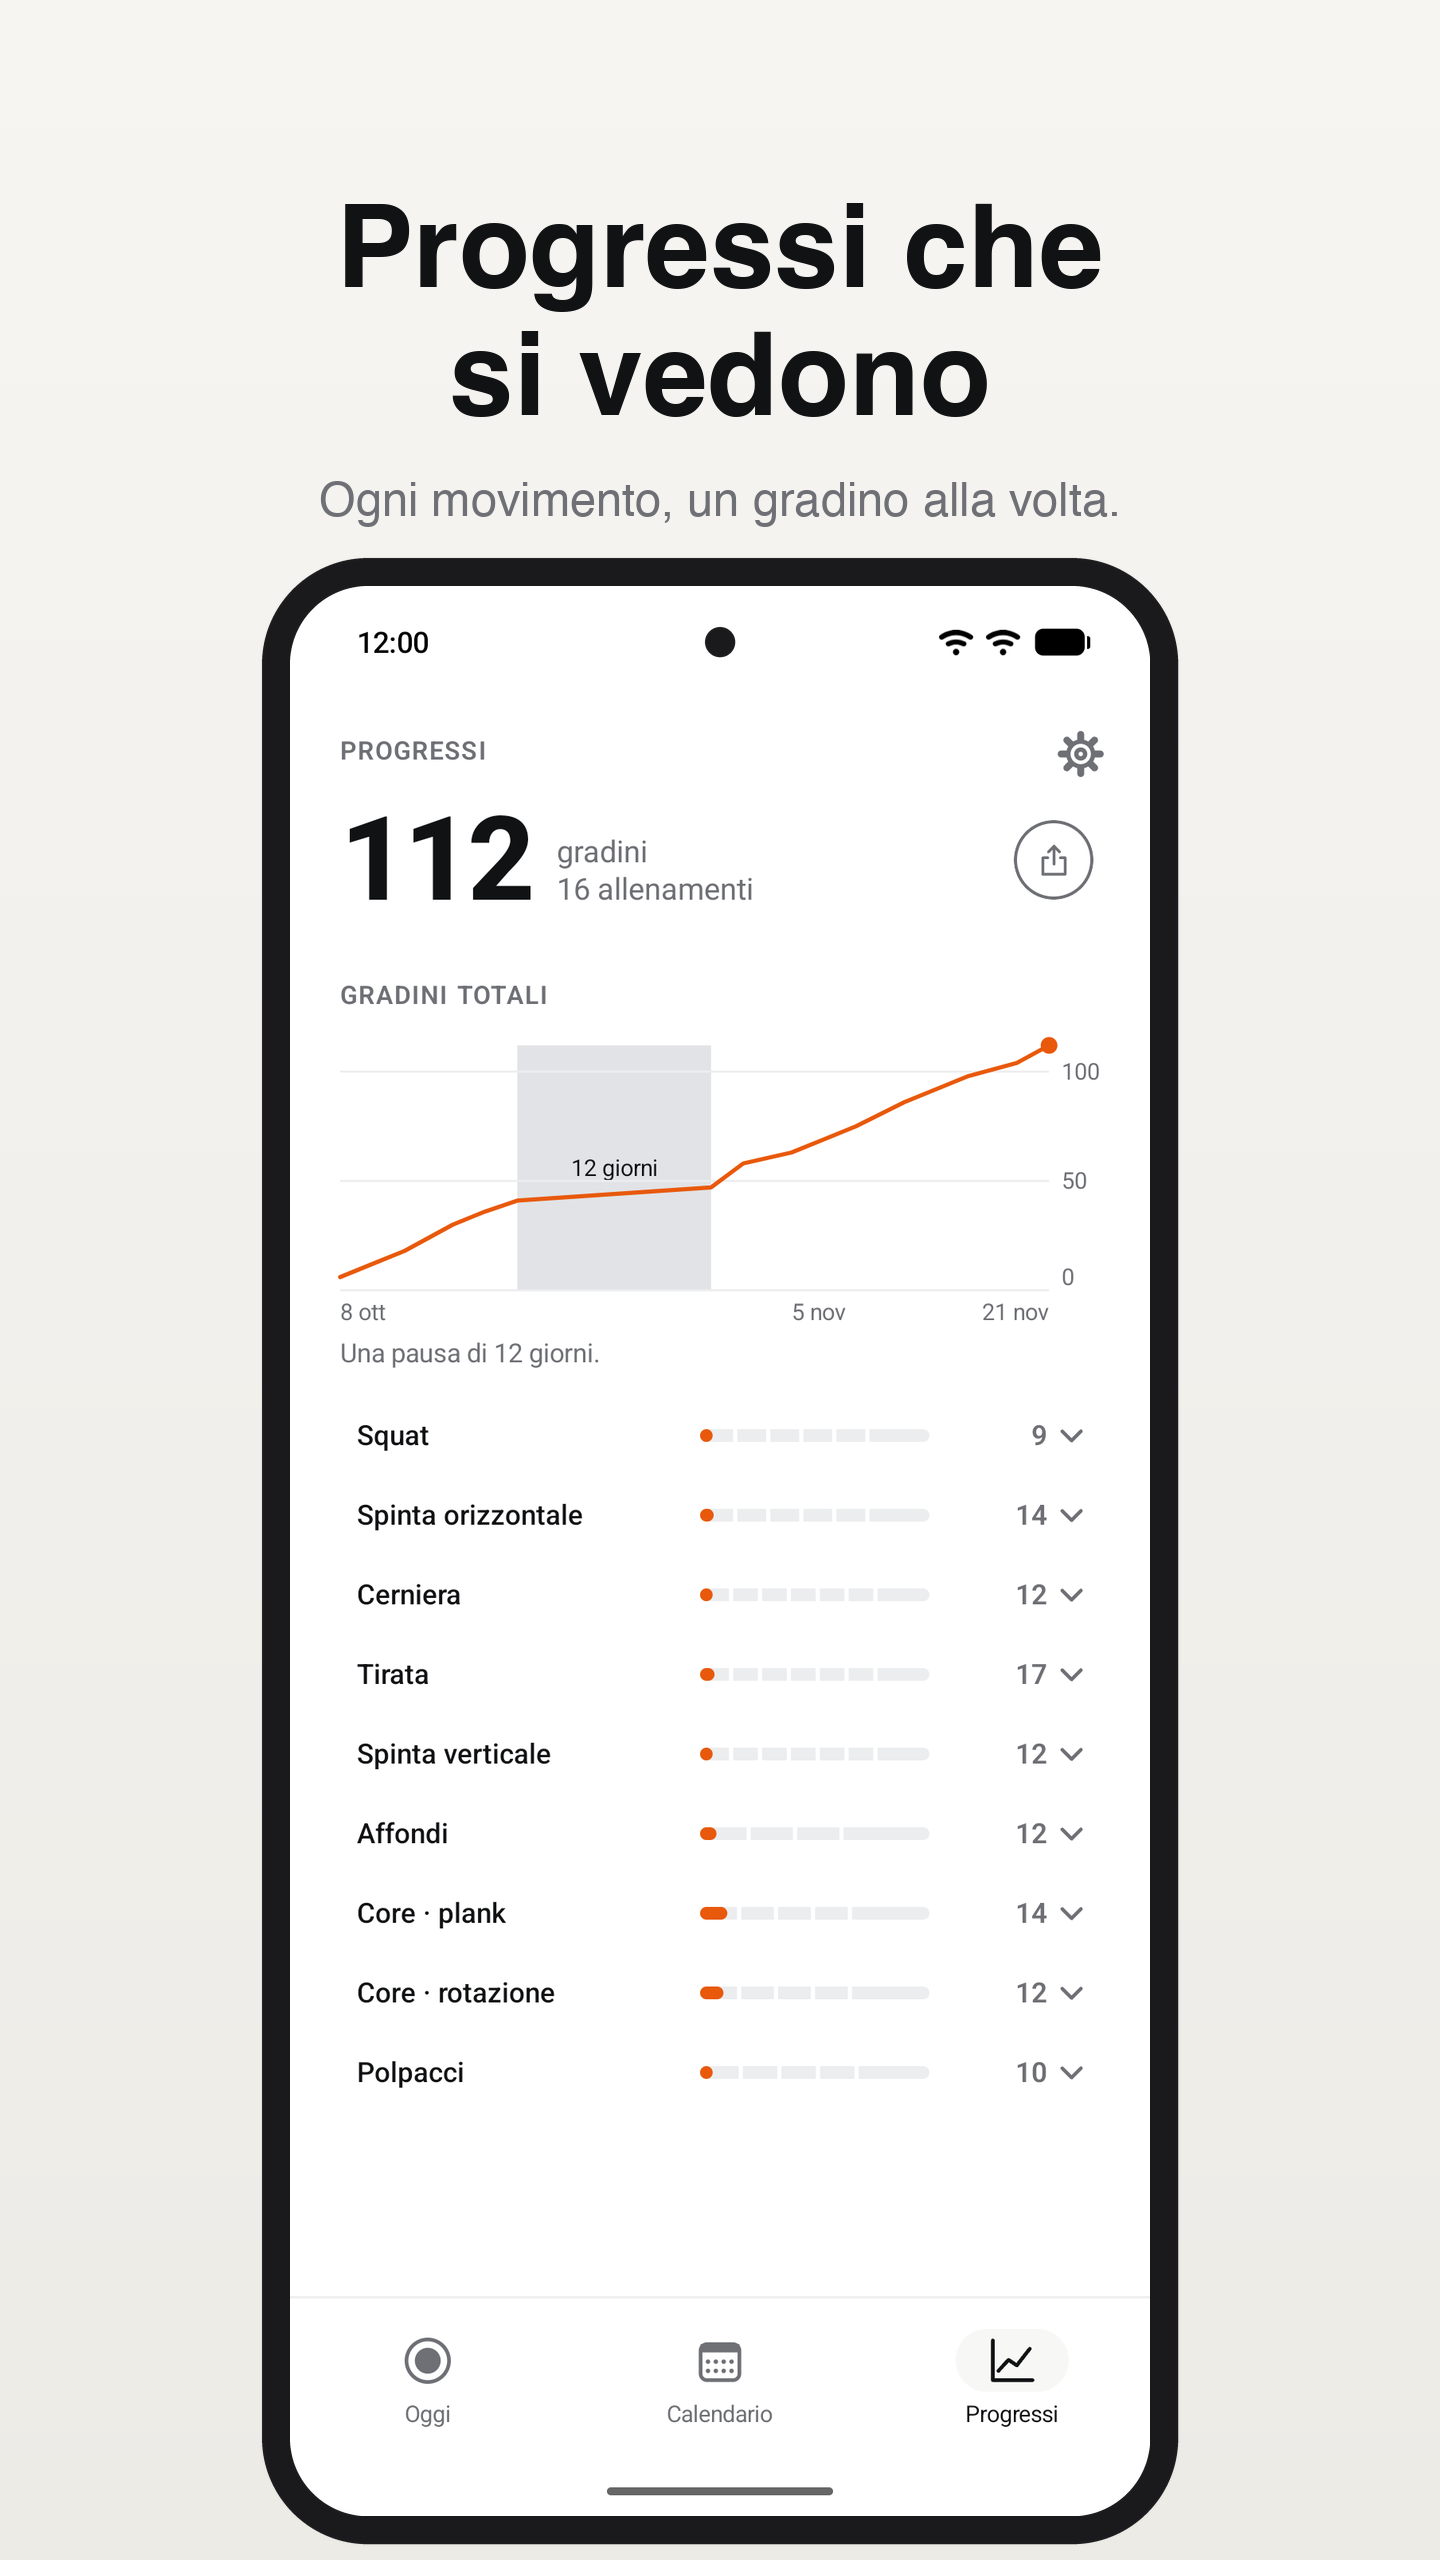 Progressi che
si vedono
Ogni movimento, un gradino alla volta.
12:00
PROGRESSI
112
gradini
16 allenamenti
GRADINI TOTALI
100
12 giorni
50
0
8 ott
5 nov
21 nov
Una pausa di 12 giorni.
Squat 9
Spinta orizzontale 14
Cerniera 12
Tirata 17
Spinta verticale 12
Affondi 12
Core · plank 14
Core · rotazione 12
Polpacci 10
Oggi
Calendario
Progressi